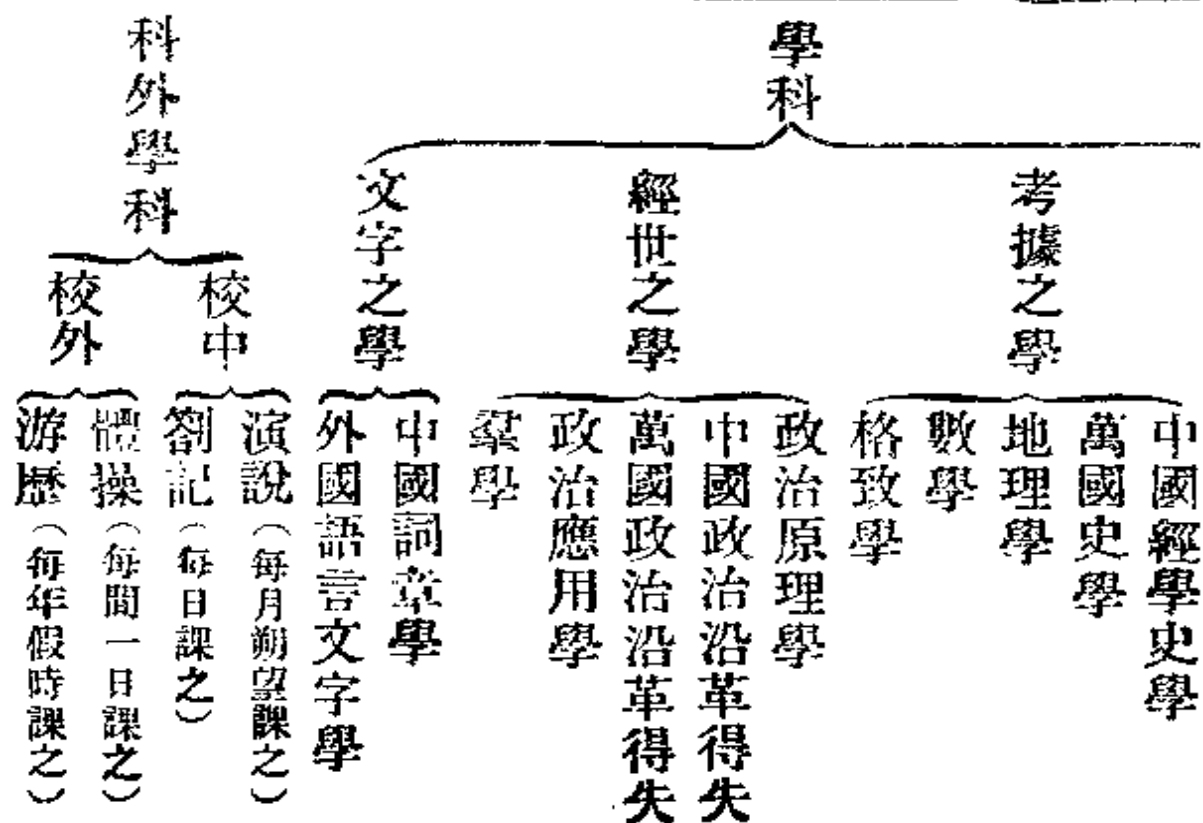 學科
考據之學
中國經學史學
萬國史學
地理學
數學
格致學
經世之學
政治原理學
中國政治沿革得失
萬國政治沿革得失
政治應用學
羣學
文字之學
中國詞章學
外國語言文字學
科外學科
校中
演說（每月朔望課之）
劄記（每日課之）
校外
體操（每間一日課之）
游歷（每年假時課之）